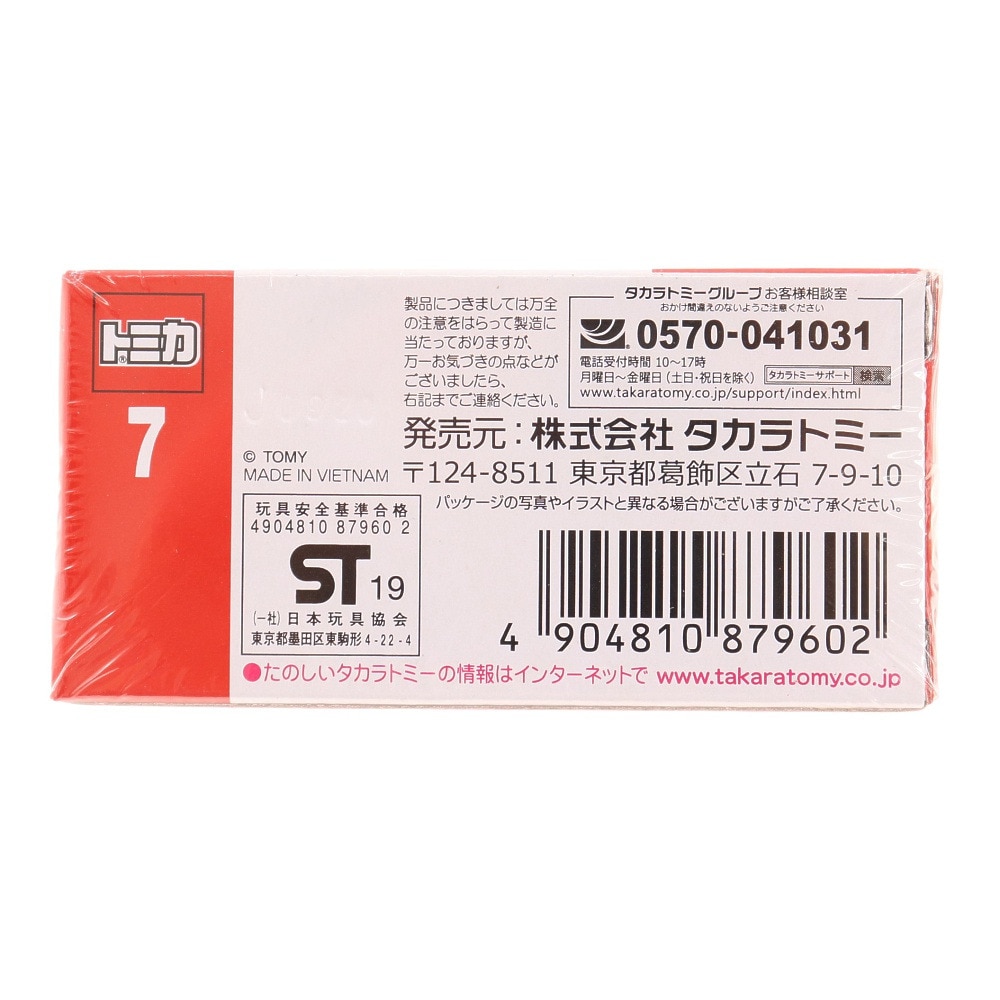 トミカ
®
7
© TOMY
MADE IN VIETNAM
製品につきましては万全
の注意をはらって製造に
当たっておりますが、
万一お気づきの点などが
ございましたら、
右記までご連絡ください。
タカラトミーグループ お客様相談室
おかけ間違えのないようご注意ください
0570-041031
電話受付時間 10〜17時
月曜日〜金曜日 (土日・祝日を除く) タカラトミーサポート 検索
www.takaratomy.co.jp/support/index.html
発売元：株式会社 タカラトミー
〒124-8511 東京都葛飾区立石 7-9-10
パッケージの写真やイラストと異なる場合がございますがご了承ください。
玩具安全基準合格
4904810 87960 2
ST 19
(一社) 日本玩具協会
東京都墨田区東駒形 4-22-4
4 904810 879602
●たのしいタカラトミーの情報はインターネットで www.takaratomy.co.jp